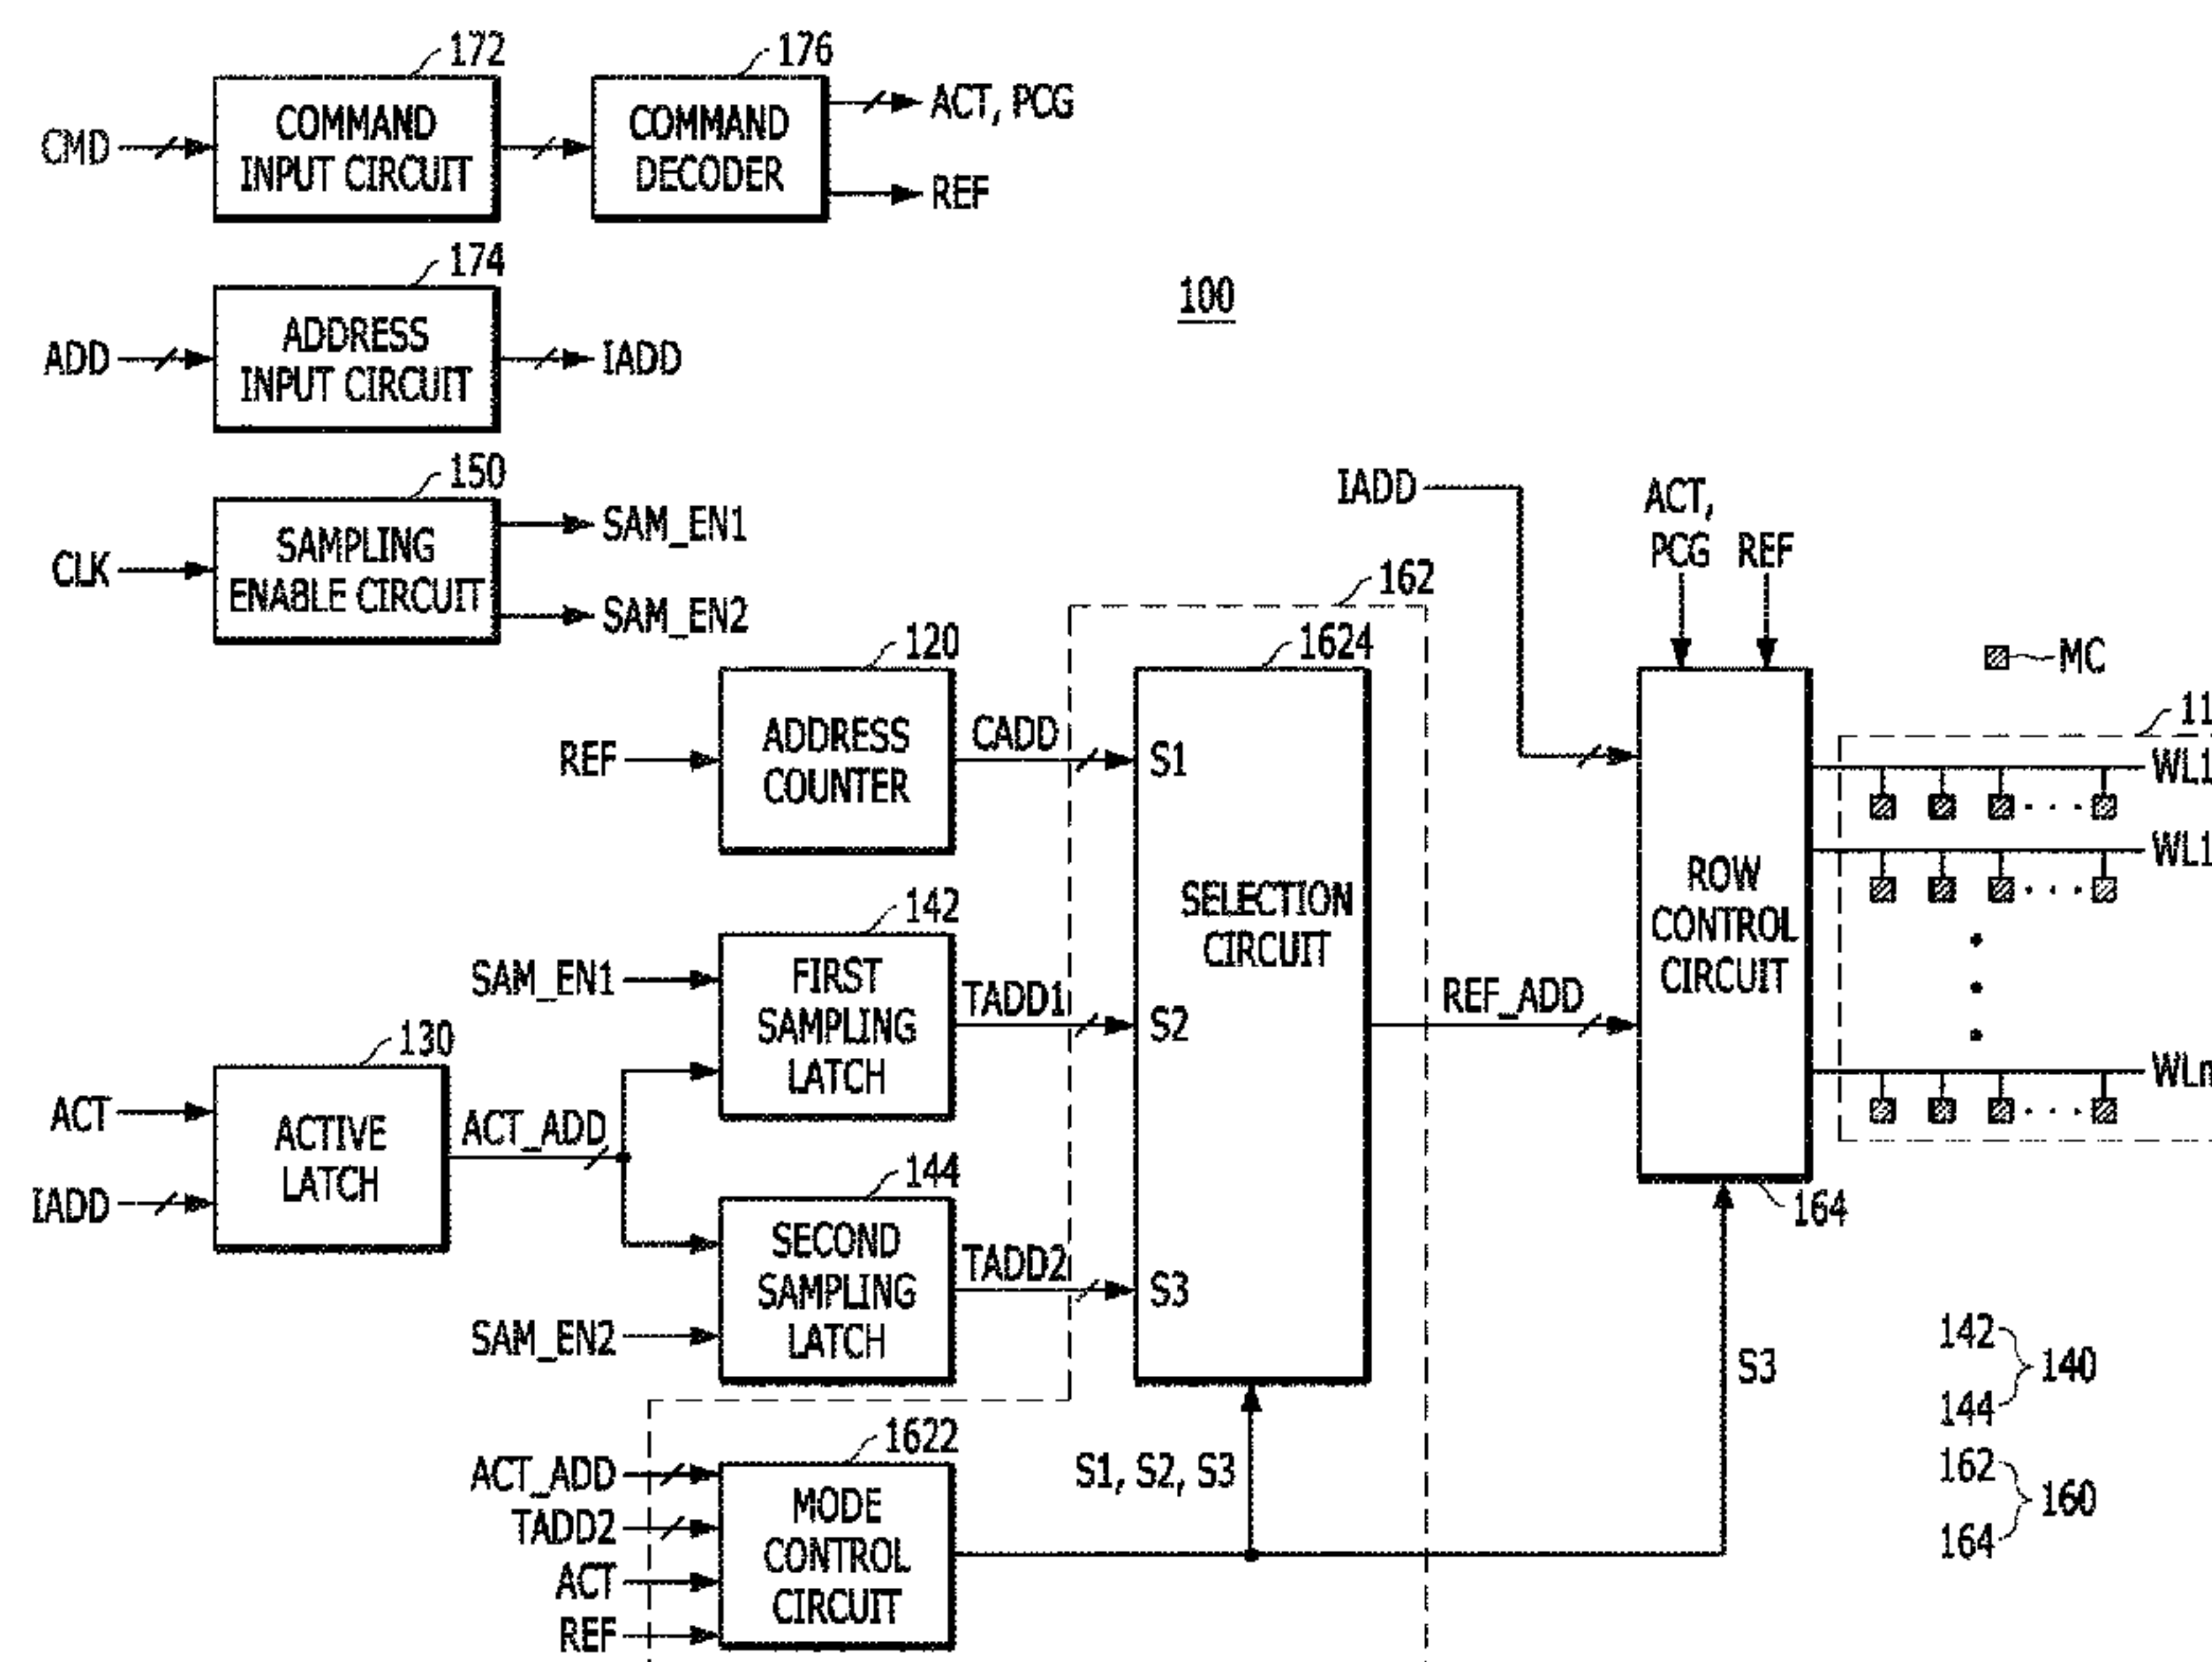 172
176
CMD
COMMAND
INPUT CIRCUIT
COMMAND
DECODER
ACT, PCG
REF
174
ADD
ADDRESS
INPUT CIRCUIT
IADD
100
150
CLK
SAMPLING
ENABLE CIRCUIT
SAM_EN1
SAM_EN2
IADD
ACT,
PCG
REF
162
120
1624
MC
REF
ADDRESS
COUNTER
CADD
S1
11
WL1
WL1
142
SELECTION
CIRCUIT
ROW
CONTROL
CIRCUIT
SAM_EN1
FIRST
SAMPLING
LATCH
TADD1
S2
REF_ADD
130
WLn
ACT
IADD
ACTIVE
LATCH
ACT_ADD
144
164
SECOND
SAMPLING
LATCH
TADD2
S3
SAM_EN2
S3
142
144
140
1622
ACT_ADD
TADD2
ACT
REF
MODE
CONTROL
CIRCUIT
S1, S2, S3
162
164
160